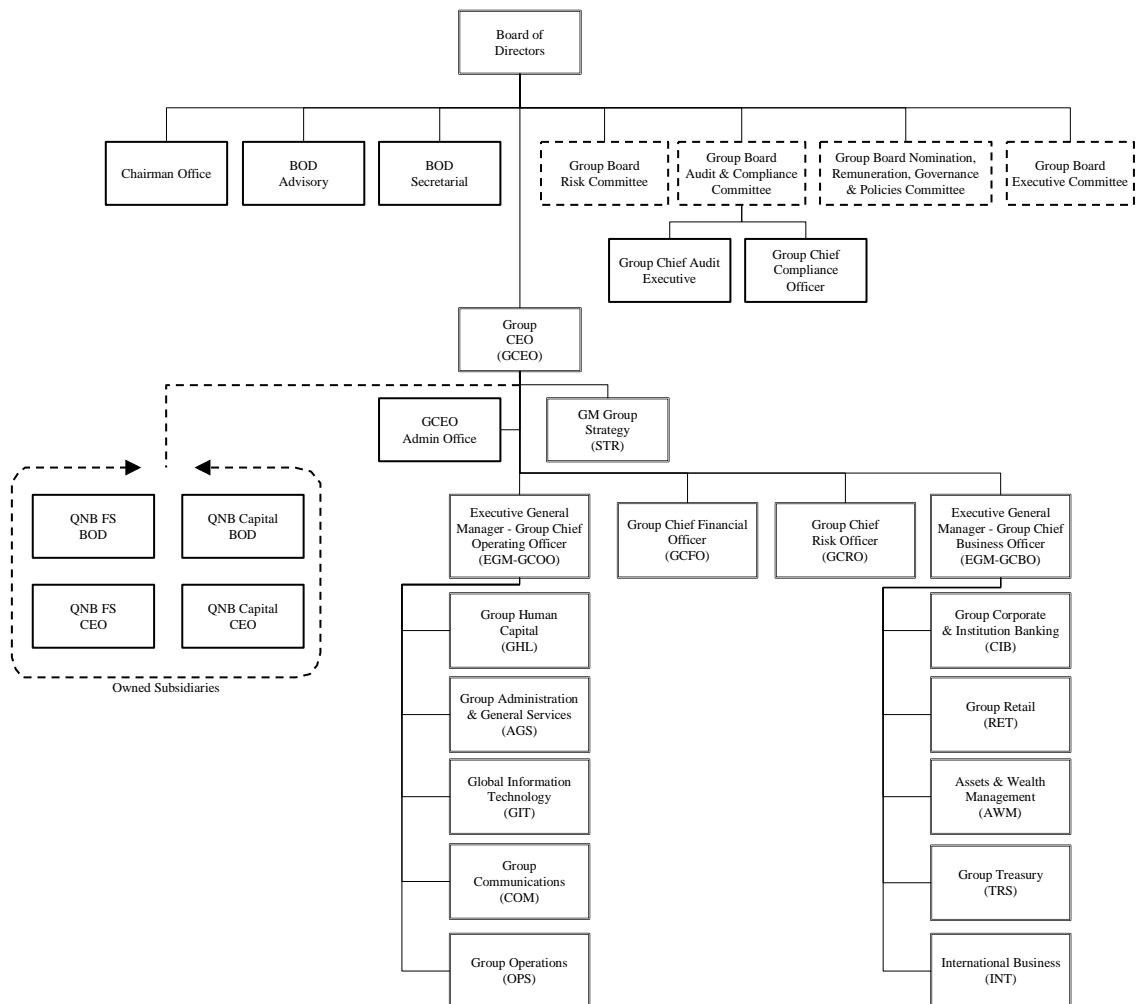 Board of
Directors
Chairman Office
BOD
Advisory
BOD
Secretarial
Group Board
Risk Committee
Group Board
Audit & Compliance
Committee
Group Board Nomination,
Remuneration, Governance
& Policies Committee
Group Board
Executive Committee
Group Chief Audit
Executive
Group Chief
Compliance
Officer
Group
CEO
(GCEO)
GCEO
Admin Office
GM Group
Strategy
(STR)
QNB FS
BOD
QNB Capital
BOD
QNB FS
CEO
QNB Capital
CEO
Owned Subsidiaries
Executive General
Manager - Group Chief
Operating Officer
(EGM-GCOO)
Group Chief Financial
Officer
(GCFO)
Group Chief
Risk Officer
(GCRO)
Executive General
Manager - Group Chief
Business Officer
(EGM-GCBO)
Group Human
Capital
(GHL)
Group Administration
& General Services
(AGS)
Global Information
Technology
(GIT)
Group
Communications
(COM)
Group Operations
(OPS)
Group Corporate
& Institution Banking
(CIB)
Group Retail
(RET)
Assets & Wealth
Management
(AWM)
Group Treasury
(TRS)
International Business
(INT)